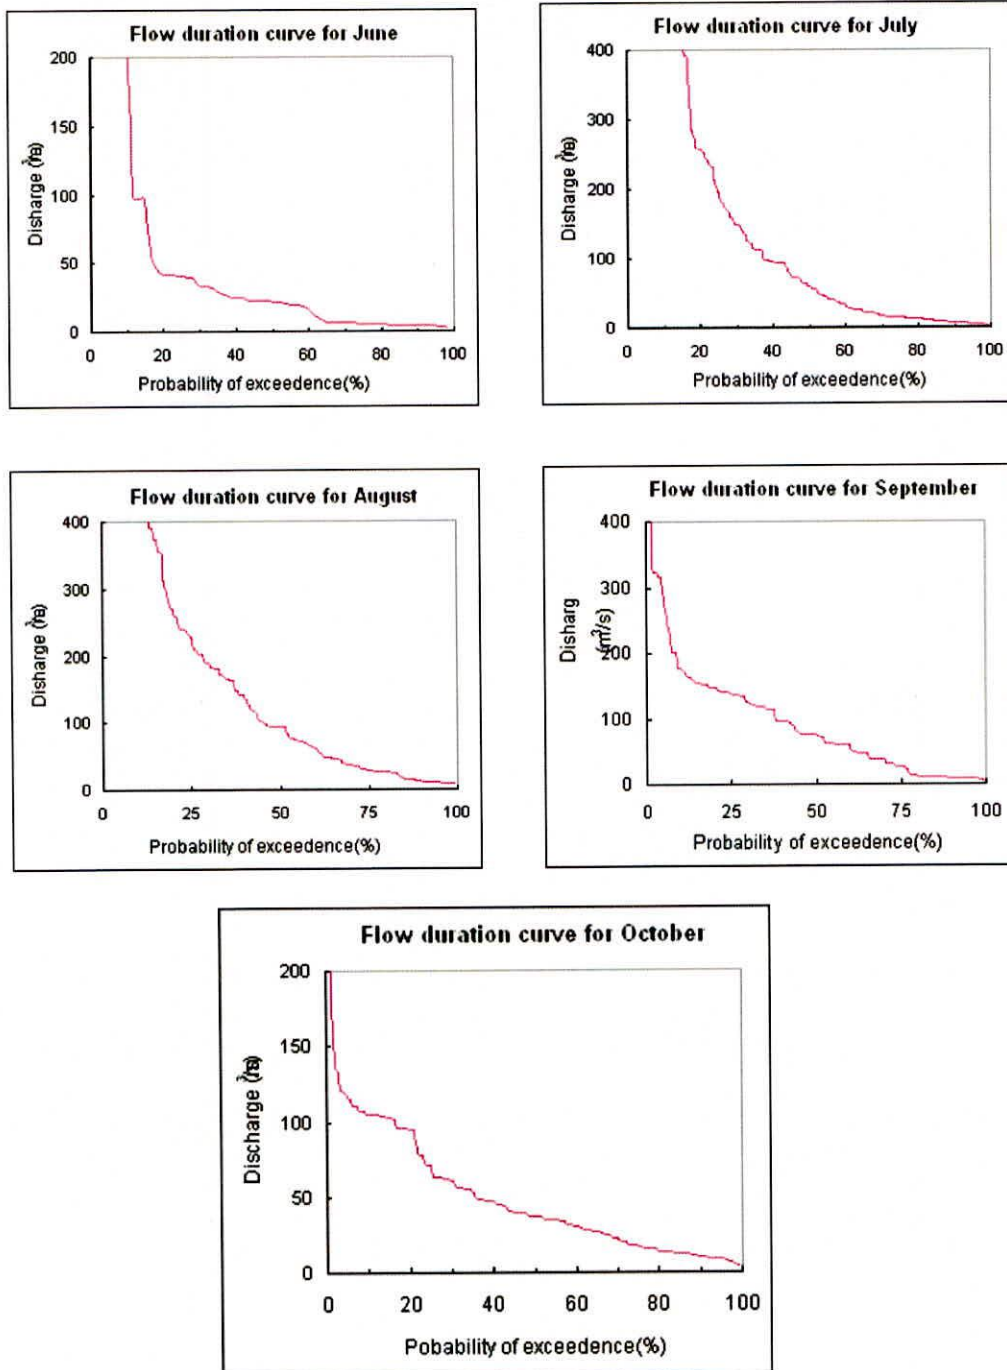 Flow duration curve for June
200
150
100
50
0
0 20 40 60 80 100
Disharge
Probability of exceedence(%)
Flow duration curve for July
400
300
200
100
0
0 20 40 60 80 100
Disharge
Probability of exceedence(%)
Flow duration curve for August
400
300
200
100
0
0 25 50 75 100
Disharge
Probability of exceedence(%)
Flow duration curve for September
400
300
200
100
0
0 25 50 75 100
Disharg
(m³/s)
Probability of exceedence(%)
Flow duration curve for October
200
150
100
50
0
0 20 40 60 80 100
Discharge
Pobability of exceedence(%)